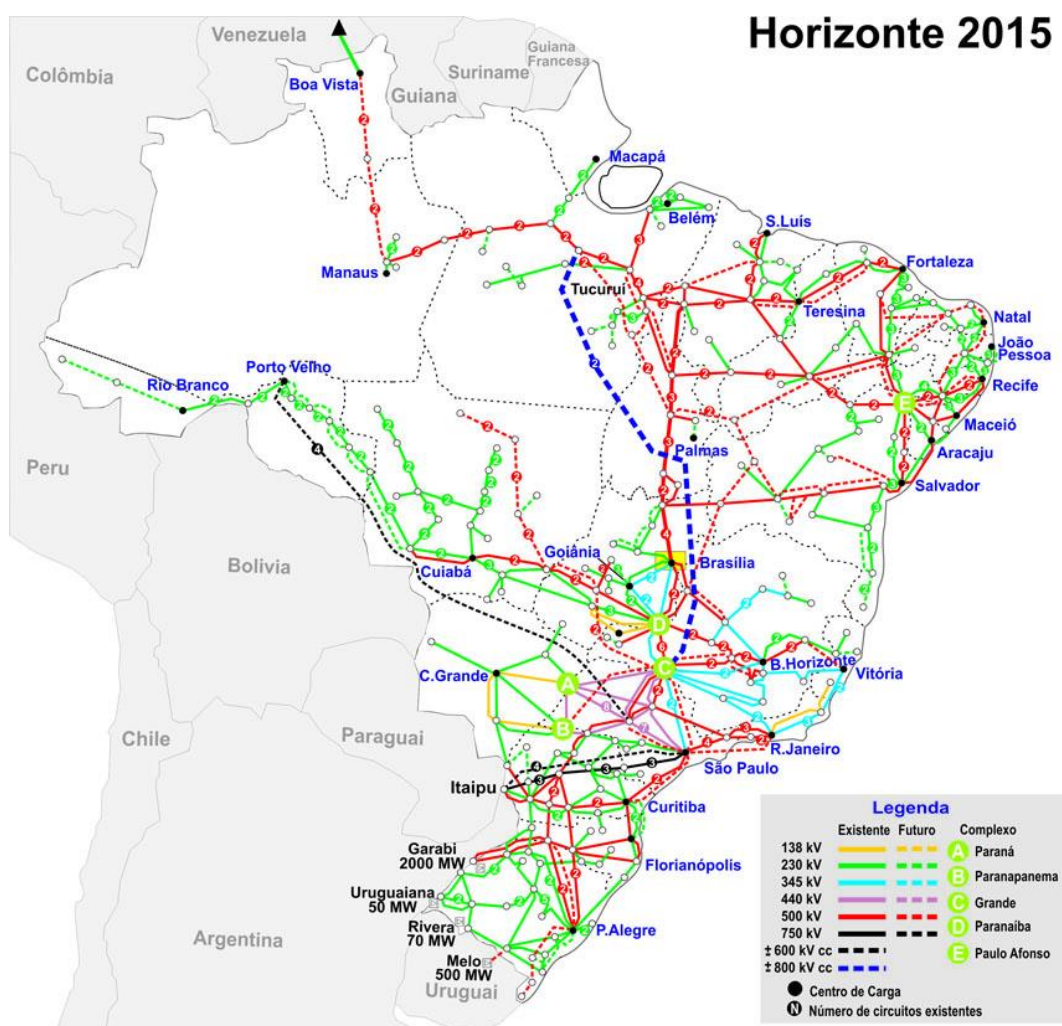 Horizonte 2015
Venezuela
Guiana
Francesa
Suriname
Colômbia
Boa Vista
Guiana
Macapá
Belém
S.Luís
Manaus
Fortaleza
Tucuruí
Teresina
Natal
João
Pessoa
Porto Velho
Rio Branco
Recife
Maceió
Palmas
Aracaju
Peru
Salvador
Goiânia
Brasília
Bolívia
Cuiabá
B.Horizonte
Vitória
C.Grande
A
B
C
D
E
Chile
Paraguai
R.Janeiro
São Paulo
Itaipu
Curitiba
Garabi
2000 MW
Florianópolis
Uruguaiana
50 MW
Rivera
70 MW
P.Alegre
Melo
500 MW
Argentina
Uruguai
Legenda
Existente Futuro Complexo
138 kV A Paraná
230 kV B Paranapanema
345 kV
440 kV C Grande
500 kV D Paranaíba
750 kV
±600 kV cc E Paulo Afonso
±800 kV cc
Centro de Carga
N Número de circuitos existentes